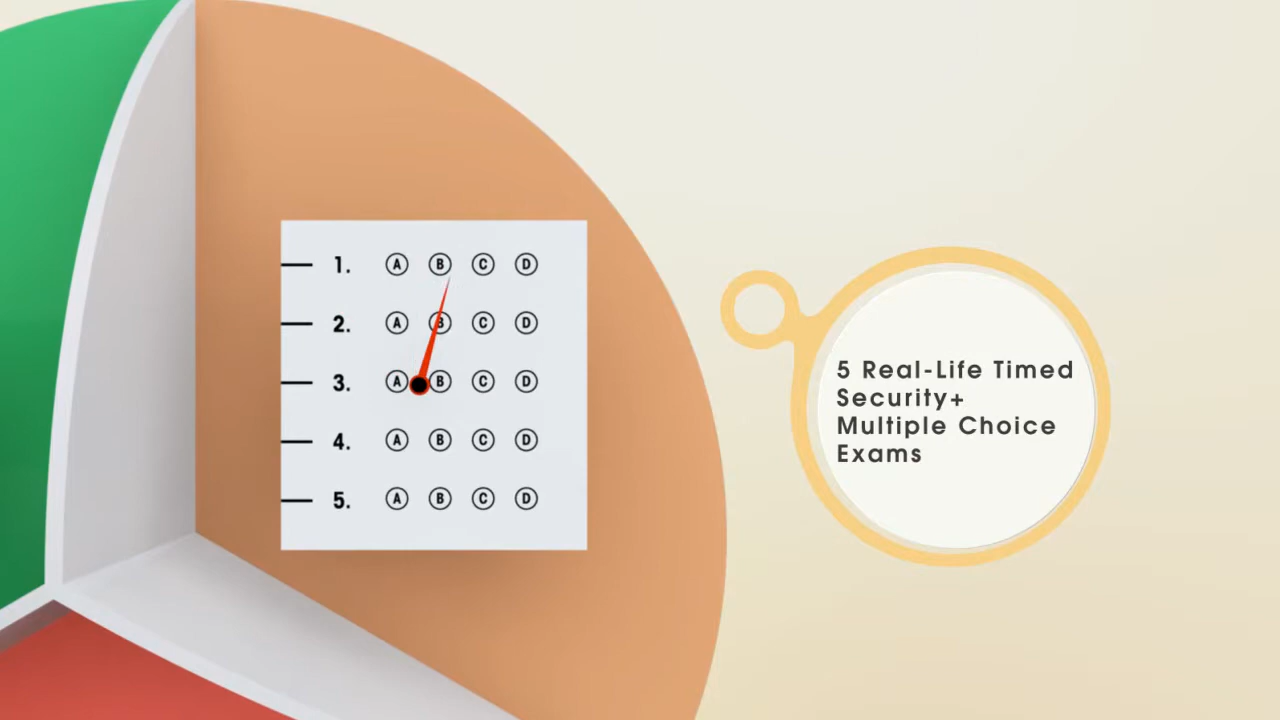 1. A B C D
2. A B C D
3. A B C D
4. A B C D
5. A B C D
5 Real-Life Timed
Security+
Multiple Choice
Exams